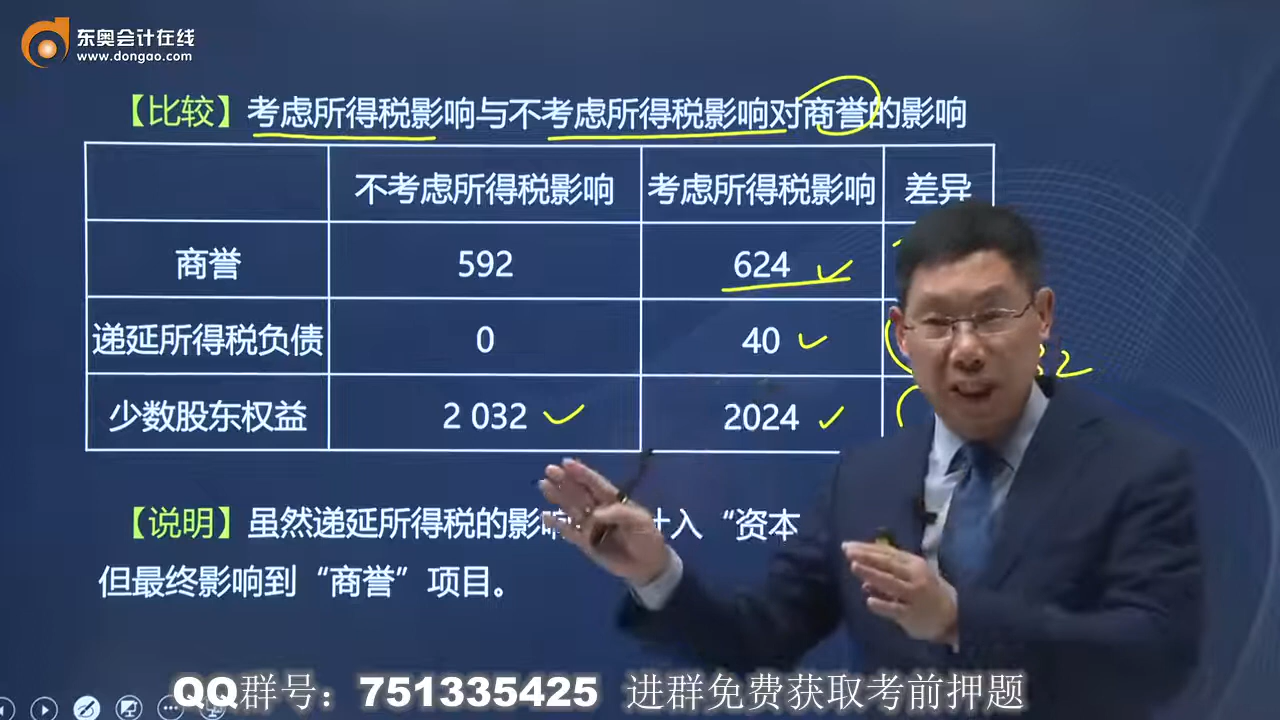 东奥会计在线
www.dongao.com
【比较】考虑所得税影响与不考虑所得税影响对商誉的影响
不考虑所得税影响 考虑所得税影响 差异
商誉 592 624
递延所得税负债 0 40
少数股东权益 2 032 2024
【说明】虽然递延所得税的影 计入“资本
但最终影响到“商誉”项目。
QQ群号：751335425 进群免费获取考前押题